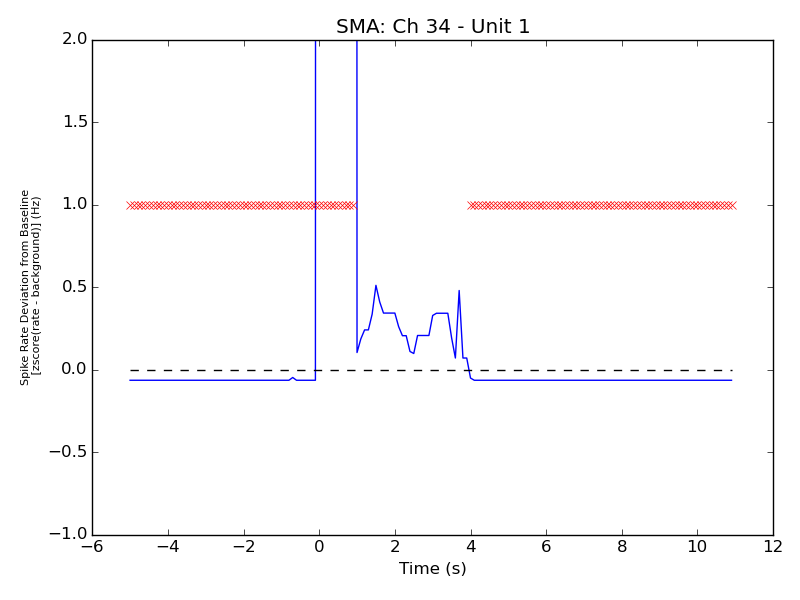 SMA: Ch 34 - Unit 1
2.0
1.5
1.0
0.5
0.0
−0.5
−1.0
Spike Rate Deviation from Baseline
[zscore(rate - background)] (Hz)
−6 −4 −2 0 2 4 6 8 10 12
Time (s)